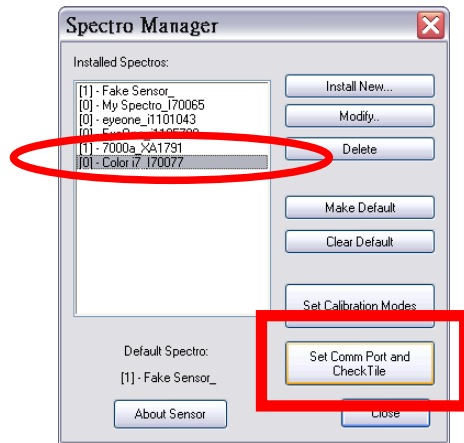 Spectro Manager
Installed Spectros:
[1] - Fake Sensor_
[0] - My Spectro_I70065
[0] - eyeone_i1101043
[1] - 7000a_XA1791
[0] - Color i7_I70077
Install New...
Modify..
Delete
Make Default
Clear Default
Set Calibration Modes
Set Comm Port and
CheckTile
Default Spectro:
[1] - Fake Sensor_
About Sensor
Close